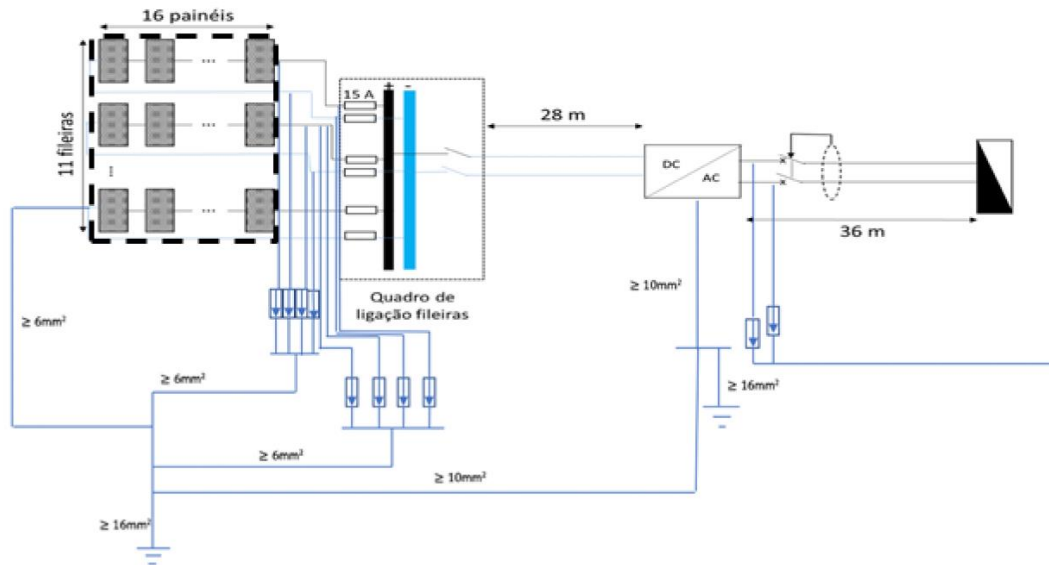 16 painéis
11 fileiras
...
...
...
...
+ -
15 A
28 m
DC
AC
36 m
Quadro de
ligação fileiras
≥ 10mm²
≥ 6mm²
≥ 6mm²
≥ 16mm²
≥ 6mm²
≥ 10mm²
≥ 16mm²